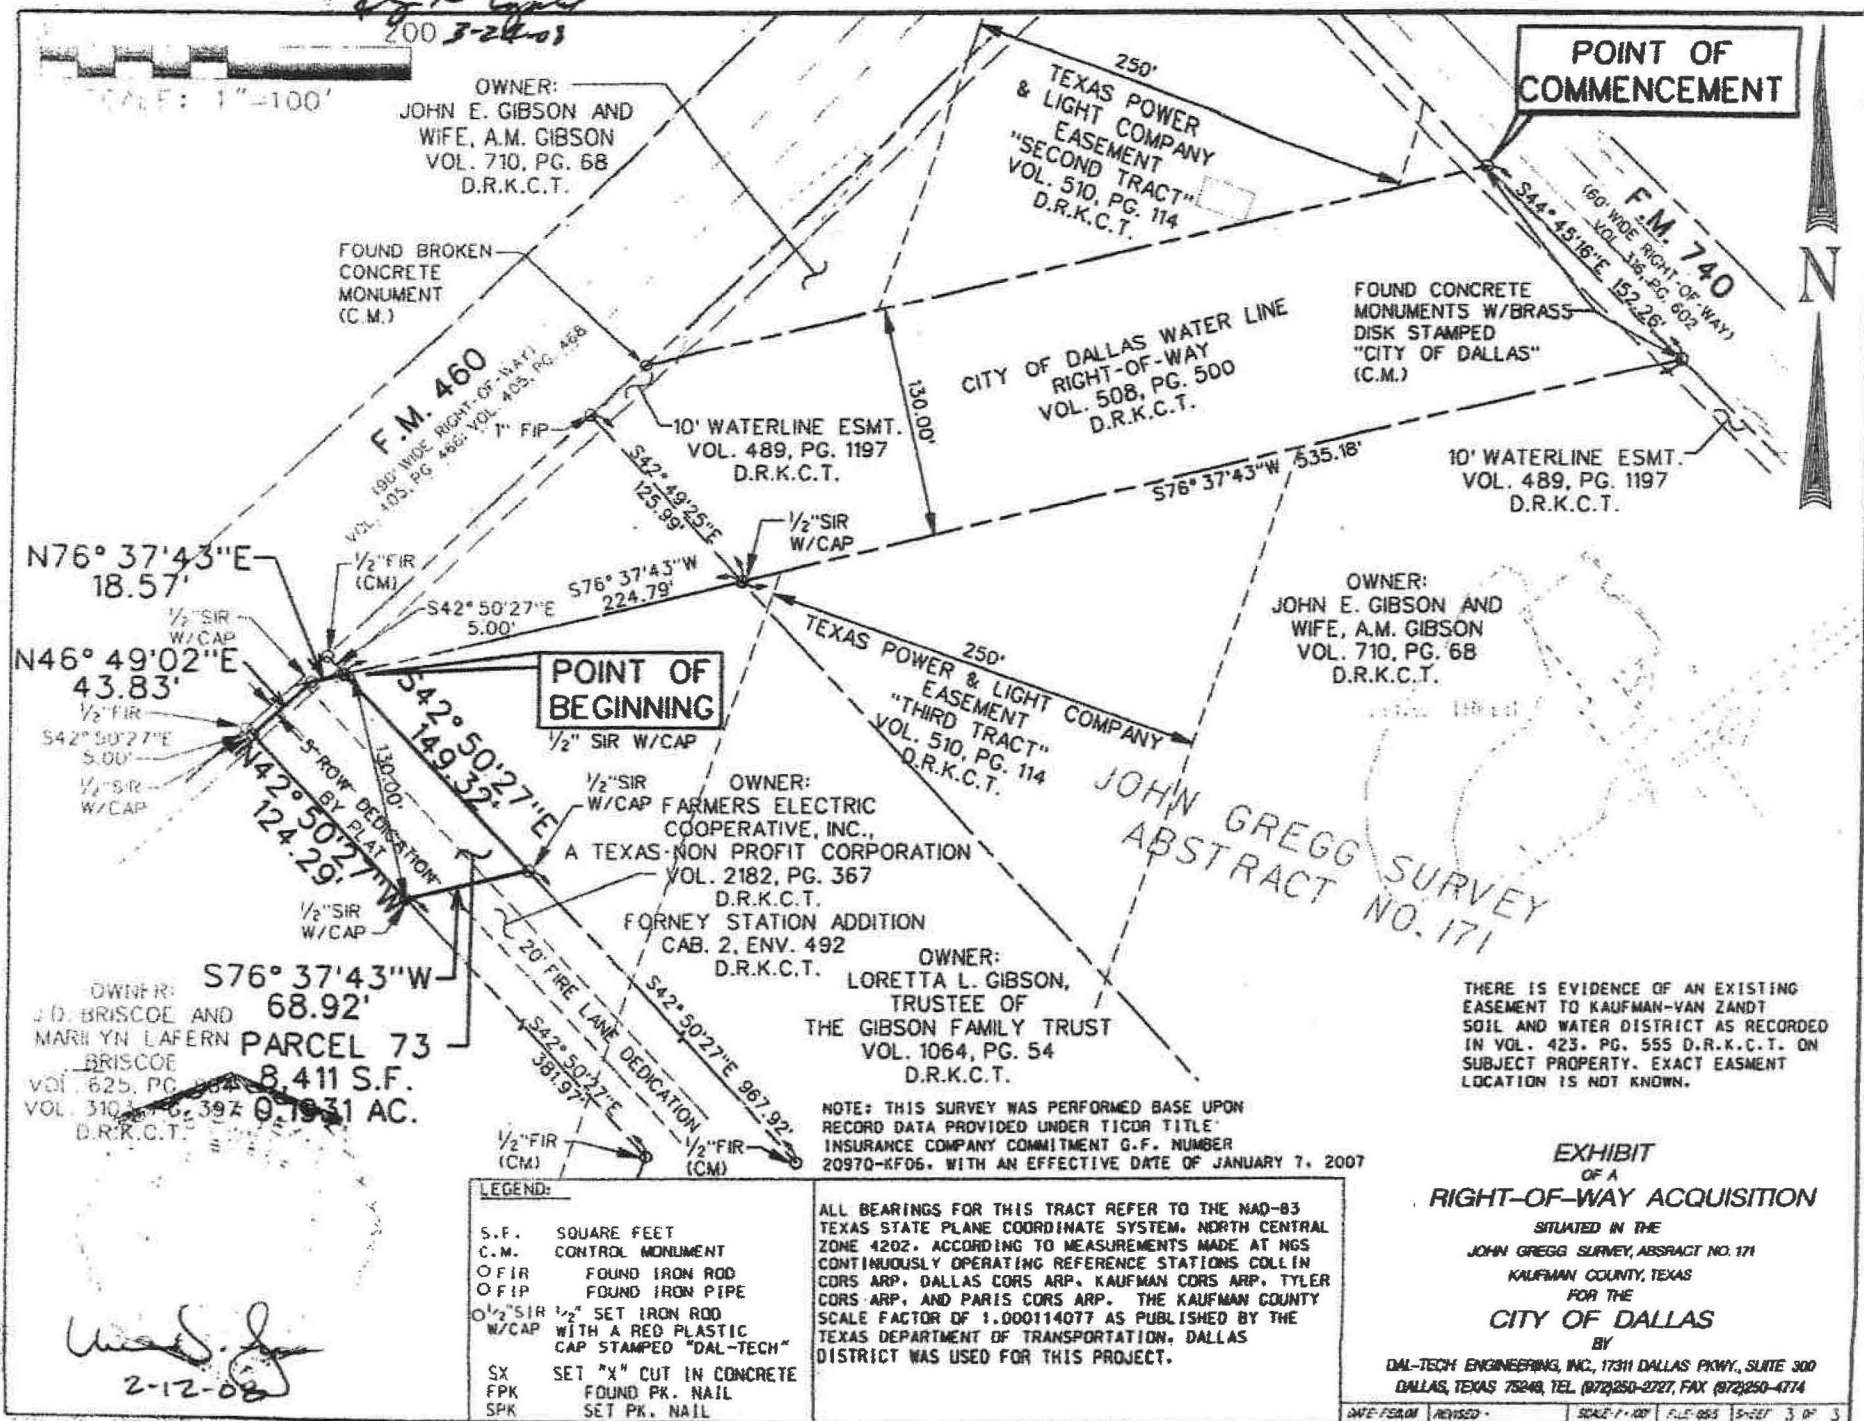 200 3-24-08
SCALE: 1"=100'
OWNER:
JOHN E. GIBSON AND
WIFE, A.M. GIBSON
VOL. 710, PG. 68
D.R.K.C.T.
250'
TEXAS POWER
& LIGHT COMPANY
EASEMENT
"SECOND TRACT"
VOL. 510, PG. 114
D.R.K.C.T.
POINT OF
COMMENCEMENT
F.M. 740
(60' WIDE RIGHT-OF-WAY)
VOL. 316, PG. 602
S44°45'16"E 152.26'
N
FOUND BROKEN
CONCRETE
MONUMENT
(C.M.)
F.M. 460
(90' WIDE RIGHT-OF-WAY)
VOL. 405, PG. 466; VOL. 405, PG. 468
1" FIP
10' WATERLINE ESMT.
VOL. 489, PG. 1197
D.R.K.C.T.
130.00'
CITY OF DALLAS WATER LINE
RIGHT-OF-WAY
VOL. 508, PG. 500
D.R.K.C.T.
FOUND CONCRETE
MONUMENTS W/BRASS
DISK STAMPED
"CITY OF DALLAS"
(C.M.)
10' WATERLINE ESMT.
VOL. 489, PG. 1197
D.R.K.C.T.
S76°37'43"W 535.18'
S42°49'25"E
125.99'
1/2"SIR
W/CAP
S76°37'43"W
224.79'
S42°50'27"E
5.00'
1/2"FIR
(CM)
N76°37'43"E
18.57'
1/2"SIR
W/CAP
N46°49'02"E
43.83'
1/2"FIR
S42°50'27"E
5.00'
1/2"SIR
W/CAP
POINT OF
BEGINNING
1/2" SIR W/CAP
S42°50'27"E
149.32'
5' ROW DEDICATION
BY PLAT
130.00'
N42°50'27"W
124.29'
1/2"SIR
W/CAP
1/2"SIR
W/CAP
OWNER:
FARMERS ELECTRIC
COOPERATIVE, INC.,
A TEXAS NON PROFIT CORPORATION
VOL. 2182, PG. 367
D.R.K.C.T.
FORNEY STATION ADDITION
CAB. 2, ENV. 492
D.R.K.C.T.
250'
TEXAS POWER & LIGHT COMPANY
EASEMENT
"THIRD TRACT"
VOL. 510, PG. 114
D.R.K.C.T.
OWNER:
JOHN E. GIBSON AND
WIFE, A.M. GIBSON
VOL. 710, PG. 68
D.R.K.C.T.
JOHN GREGG SURVEY
ABSTRACT NO. 171
S76°37'43"W
68.92'
PARCEL 73
8,411 S.F.
0.1931 AC.
OWNER:
J.D. BRISCOE AND
MARILYN LAFERN
BRISCOE
VOL. 625, PG.
VOL. 3103, PG. 397
D.R.K.C.T.
20' FIRE LANE DEDICATION
S42°50'27"E
381.97'
S42°50'27"E 967.92'
1/2"FIR
(CM)
1/2"FIR
(CM)
OWNER:
LORETTA L. GIBSON,
TRUSTEE OF
THE GIBSON FAMILY TRUST
VOL. 1064, PG. 54
D.R.K.C.T.
THERE IS EVIDENCE OF AN EXISTING
EASEMENT TO KAUFMAN-VAN ZANDT
SOIL AND WATER DISTRICT AS RECORDED
IN VOL. 423. PG. 555 D.R.K.C.T. ON
SUBJECT PROPERTY. EXACT EASMENT
LOCATION IS NOT KNOWN.
NOTE: THIS SURVEY WAS PERFORMED BASE UPON
RECORD DATA PROVIDED UNDER TICOR TITLE
INSURANCE COMPANY COMMITMENT G.F. NUMBER
20970-KF06. WITH AN EFFECTIVE DATE OF JANUARY 7. 2007
LEGEND:
S.F. SQUARE FEET
C.M. CONTROL MONUMENT
O FIR FOUND IRON ROD
O FIP FOUND IRON PIPE
O 1/2"SIR 1/2" SET IRON ROD
W/CAP WITH A RED PLASTIC
CAP STAMPED "DAL-TECH"
SX SET "X" CUT IN CONCRETE
FPK FOUND PK. NAIL
SPK SET PK. NAIL
ALL BEARINGS FOR THIS TRACT REFER TO THE NAD-83
TEXAS STATE PLANE COORDINATE SYSTEM. NORTH CENTRAL
ZONE 4202. ACCORDING TO MEASUREMENTS MADE AT NGS
CONTINUOUSLY OPERATING REFERENCE STATIONS COLLIN
CORS ARP. DALLAS CORS ARP. KAUFMAN CORS ARP. TYLER
CORS ARP. AND PARIS CORS ARP. THE KAUFMAN COUNTY
SCALE FACTOR OF 1.000114077 AS PUBLISHED BY THE
TEXAS DEPARTMENT OF TRANSPORTATION. DALLAS
DISTRICT WAS USED FOR THIS PROJECT.
2-12-08
EXHIBIT
OF A
RIGHT-OF-WAY ACQUISITION
SITUATED IN THE
JOHN GREGG SURVEY, ABSRACT NO. 171
KAUFMAN COUNTY, TEXAS
FOR THE
CITY OF DALLAS
BY
DAL-TECH ENGINEERING, INC., 17311 DALLAS PKWY., SUITE 300
DALLAS, TEXAS 75248, TEL. (972)250-2727, FAX (972)250-4774
REVISED - SHEET 3 OF 3